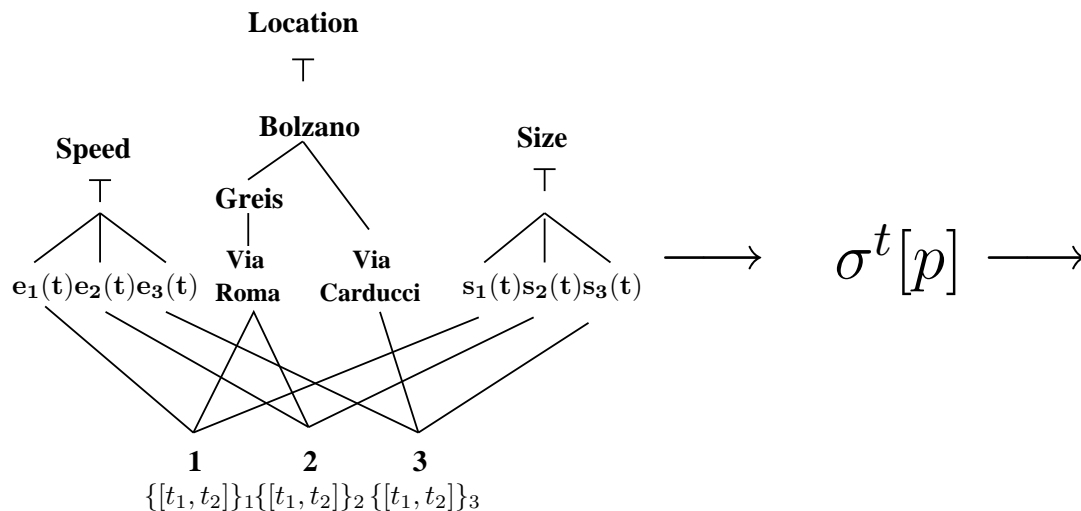 Location
⊤
Bolzano
Speed
Size
⊤
⊤
Greis
Via
Roma
Via
Carducci
e₁(t)e₂(t)e₃(t)
s₁(t)s₂(t)s₃(t)
σᵗ[p]
1 2 3
{[t₁, t₂]}₁{[t₁, t₂]}₂{[t₁, t₂]}₃